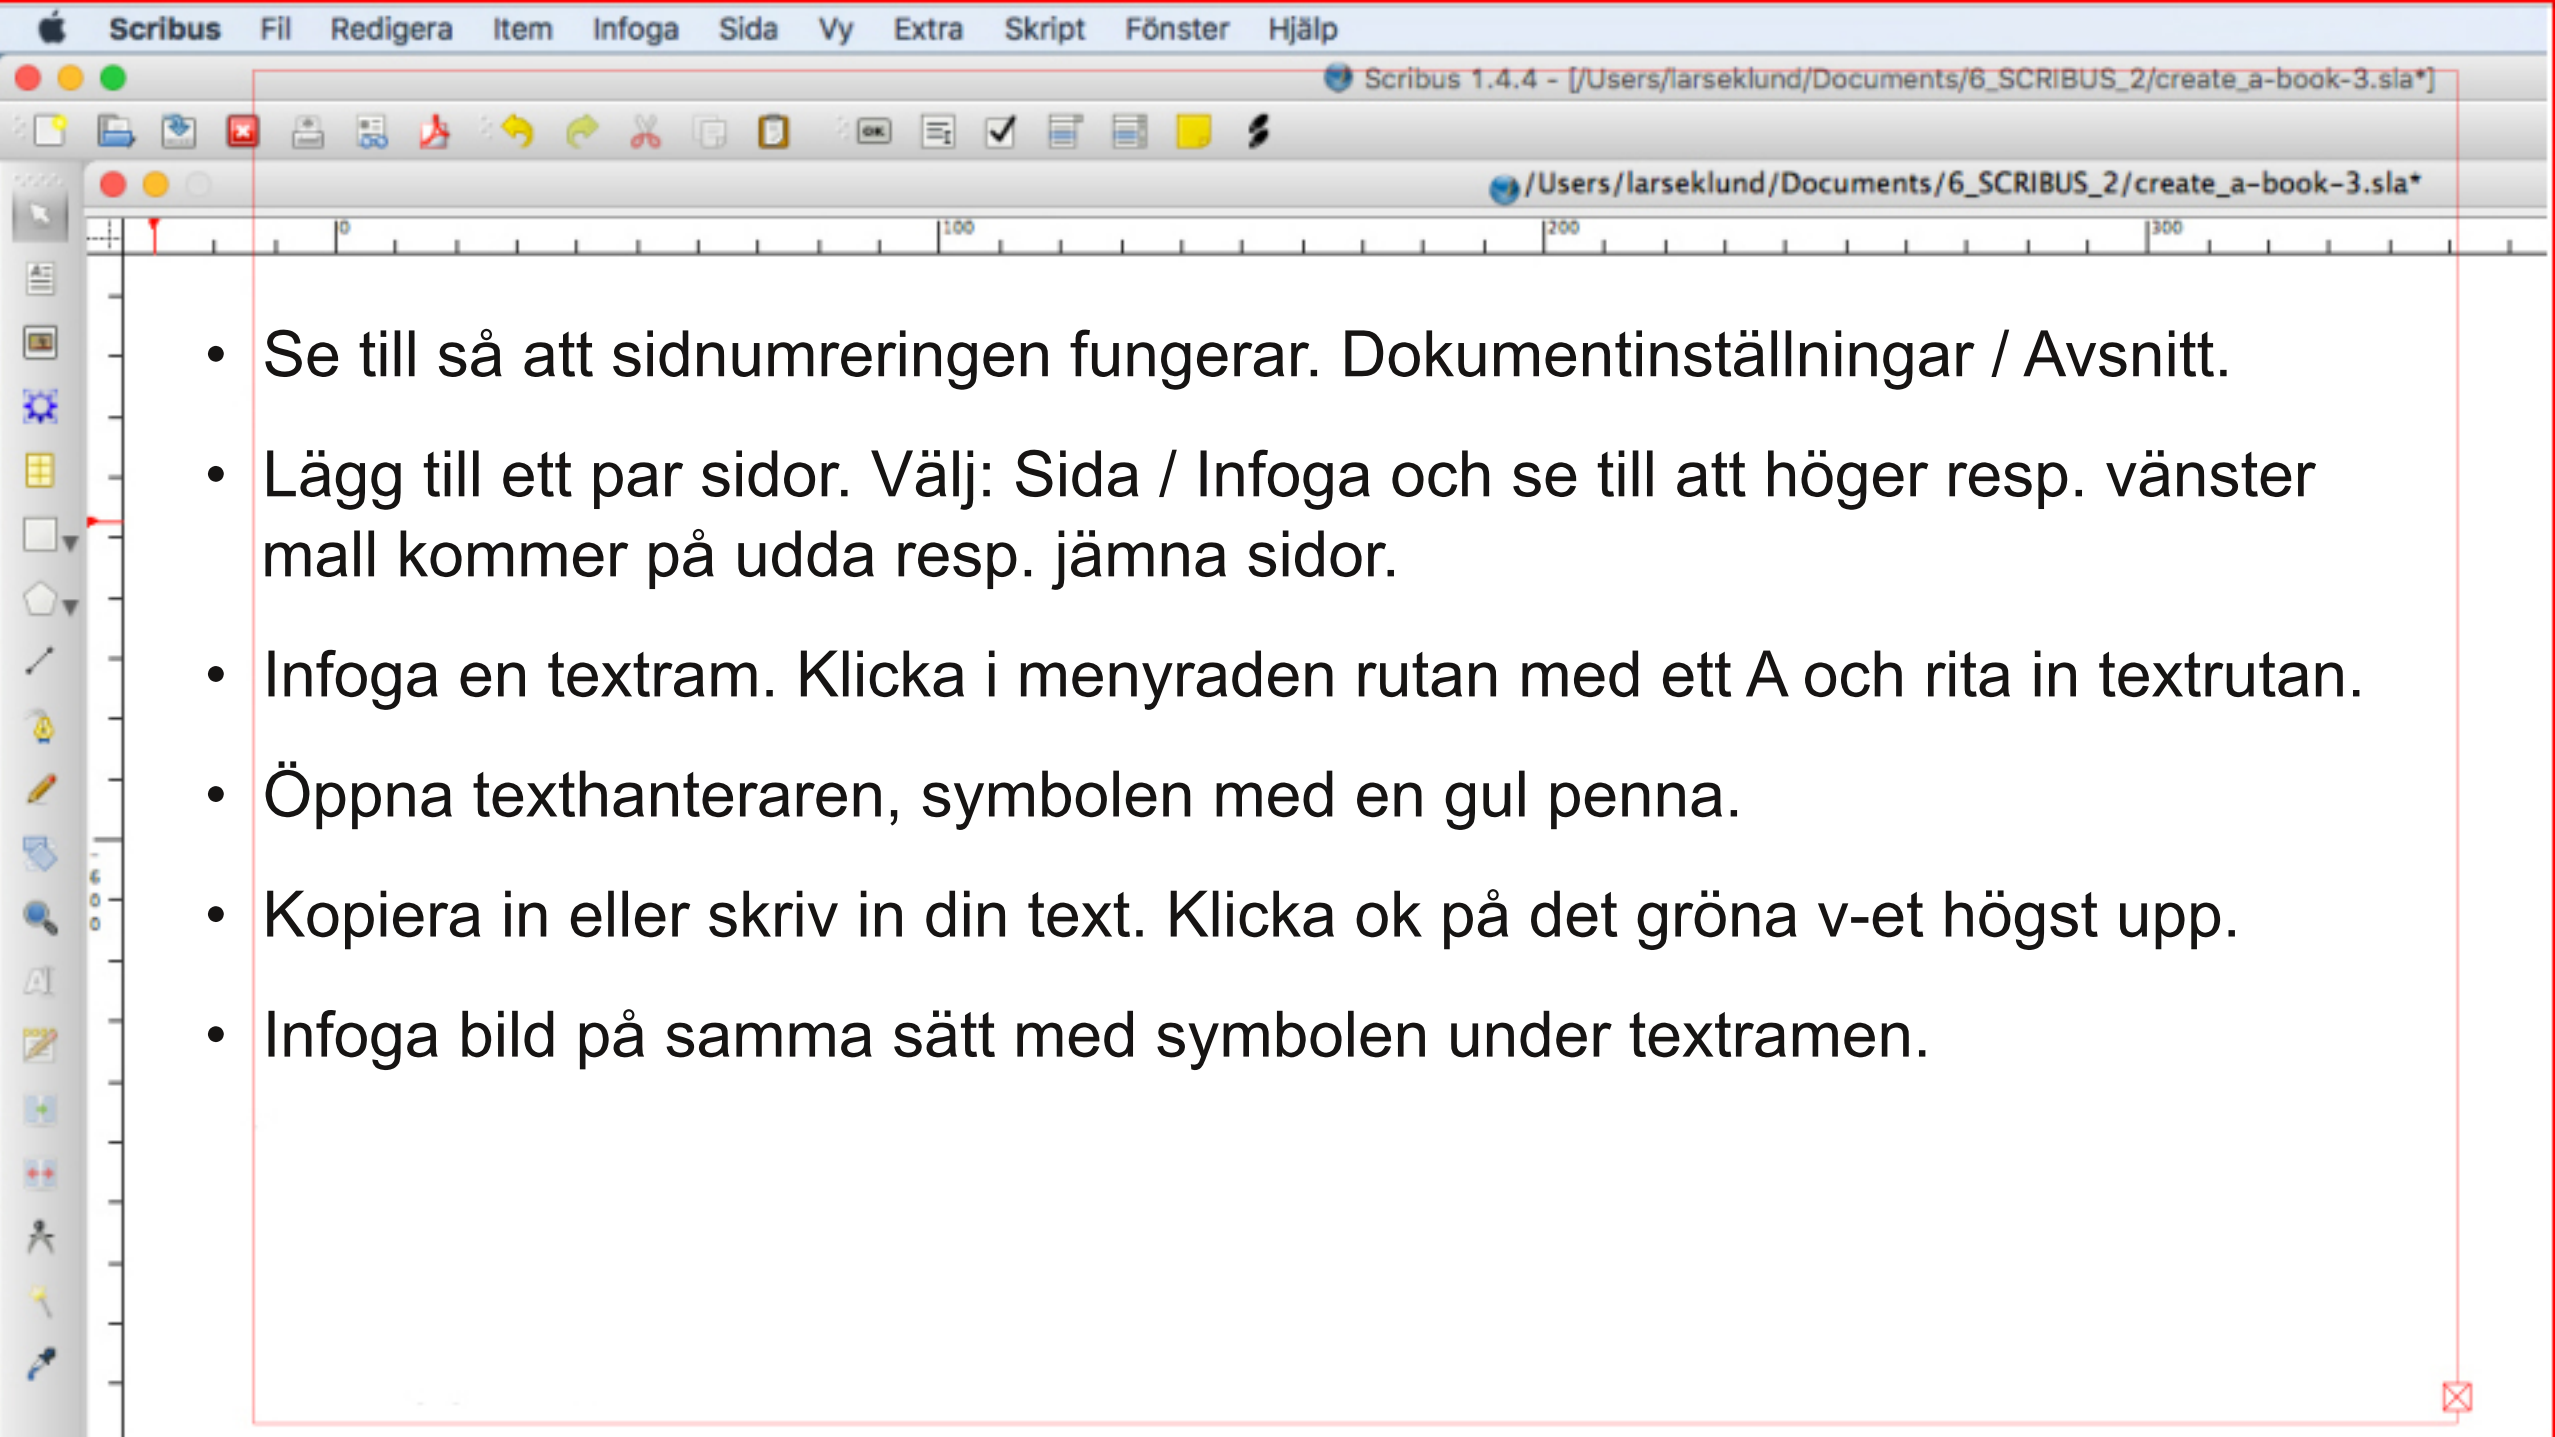 Scribus Fil Redigera Item Infoga Sida Vy Extra Skript Fönster Hjälp
Scribus 1.4.4 - [/Users/larseklund/Documents/6_SCRIBUS_2/create_a-book-3.sla*]
OK
/Users/larseklund/Documents/6_SCRIBUS_2/create_a-book-3.sla*
0 100 200 300
• Se till så att sidnumreringen fungerar. Dokumentinställningar / Avsnitt.
• Lägg till ett par sidor. Välj: Sida / Infoga och se till att höger resp. vänster
mall kommer på udda resp. jämna sidor.
• Infoga en textram. Klicka i menyraden rutan med ett A och rita in textrutan.
• Öppna texthanteraren, symbolen med en gul penna.
• Kopiera in eller skriv in din text. Klicka ok på det gröna v-et högst upp.
• Infoga bild på samma sätt med symbolen under textramen.
-600